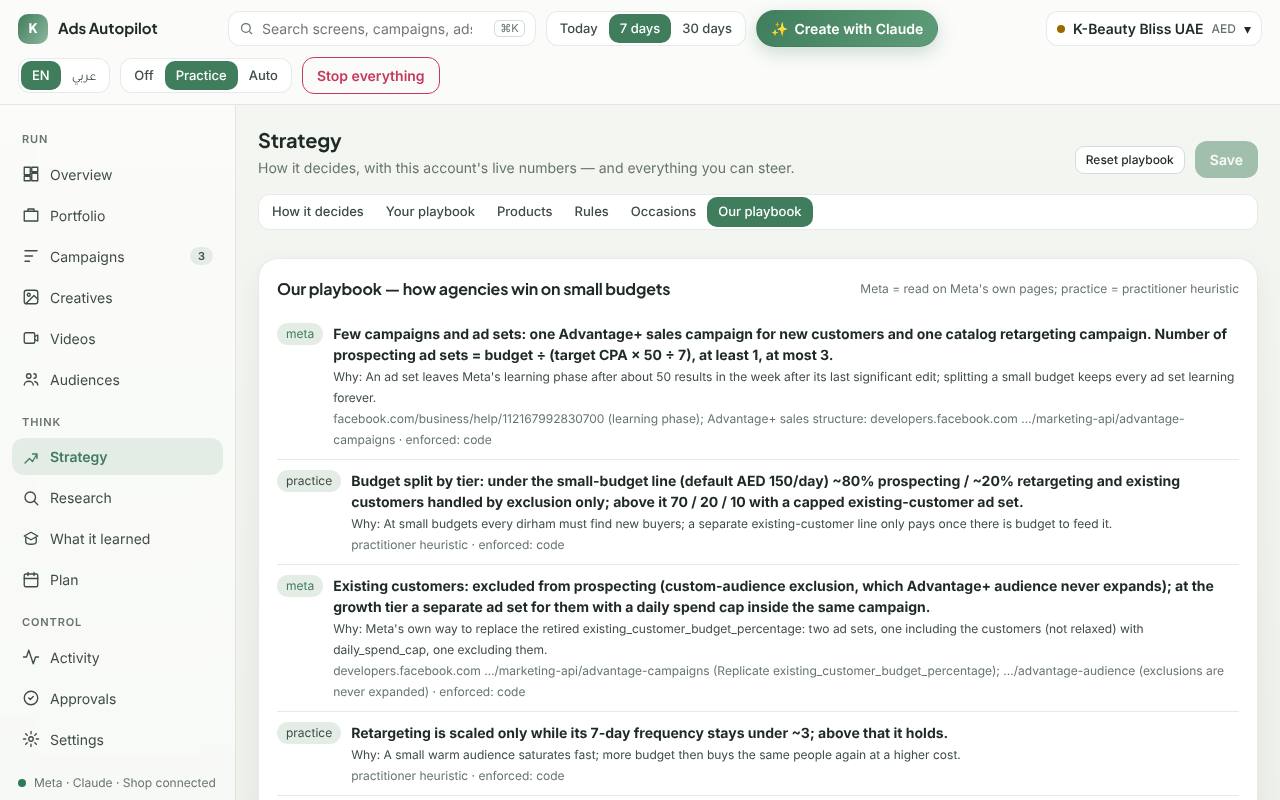 K
Ads Autopilot
Search screens, campaigns, ads
⌘K
Today
7 days
30 days
✨ Create with Claude
K-Beauty Bliss UAE AED ▾
EN
عربي
Off
Practice
Auto
Stop everything
RUN
Overview
Portfolio
Campaigns
3
Creatives
Videos
Audiences
THINK
Strategy
Research
What it learned
Plan
CONTROL
Activity
Approvals
Settings
Meta · Claude · Shop connected
Strategy
How it decides, with this account's live numbers — and everything you can steer.
Reset playbook
Save
How it decides
Your playbook
Products
Rules
Occasions
Our playbook
Our playbook — how agencies win on small budgets
Meta = read on Meta's own pages; practice = practitioner heuristic
meta
Few campaigns and ad sets: one Advantage+ sales campaign for new customers and one catalog retargeting campaign. Number of
prospecting ad sets = budget ÷ (target CPA × 50 ÷ 7), at least 1, at most 3.
Why: An ad set leaves Meta's learning phase after about 50 results in the week after its last significant edit; splitting a small budget keeps every ad set learning
forever.
facebook.com/business/help/112167992830700 (learning phase); Advantage+ sales structure: developers.facebook.com …/marketing-api/advantage-
campaigns · enforced: code
practice
Budget split by tier: under the small-budget line (default AED 150/day) ~80% prospecting / ~20% retargeting and existing
customers handled by exclusion only; above it 70 / 20 / 10 with a capped existing-customer ad set.
Why: At small budgets every dirham must find new buyers; a separate existing-customer line only pays once there is budget to feed it.
practitioner heuristic · enforced: code
meta
Existing customers: excluded from prospecting (custom-audience exclusion, which Advantage+ audience never expands); at the
growth tier a separate ad set for them with a daily spend cap inside the same campaign.
Why: Meta's own way to replace the retired existing_customer_budget_percentage: two ad sets, one including the customers (not relaxed) with
daily_spend_cap, one excluding them.
developers.facebook.com …/marketing-api/advantage-campaigns (Replicate existing_customer_budget_percentage); …/advantage-audience (exclusions are
never expanded) · enforced: code
practice
Retargeting is scaled only while its 7-day frequency stays under ~3; above that it holds.
Why: A small warm audience saturates fast; more budget then buys the same people again at a higher cost.
practitioner heuristic · enforced: code